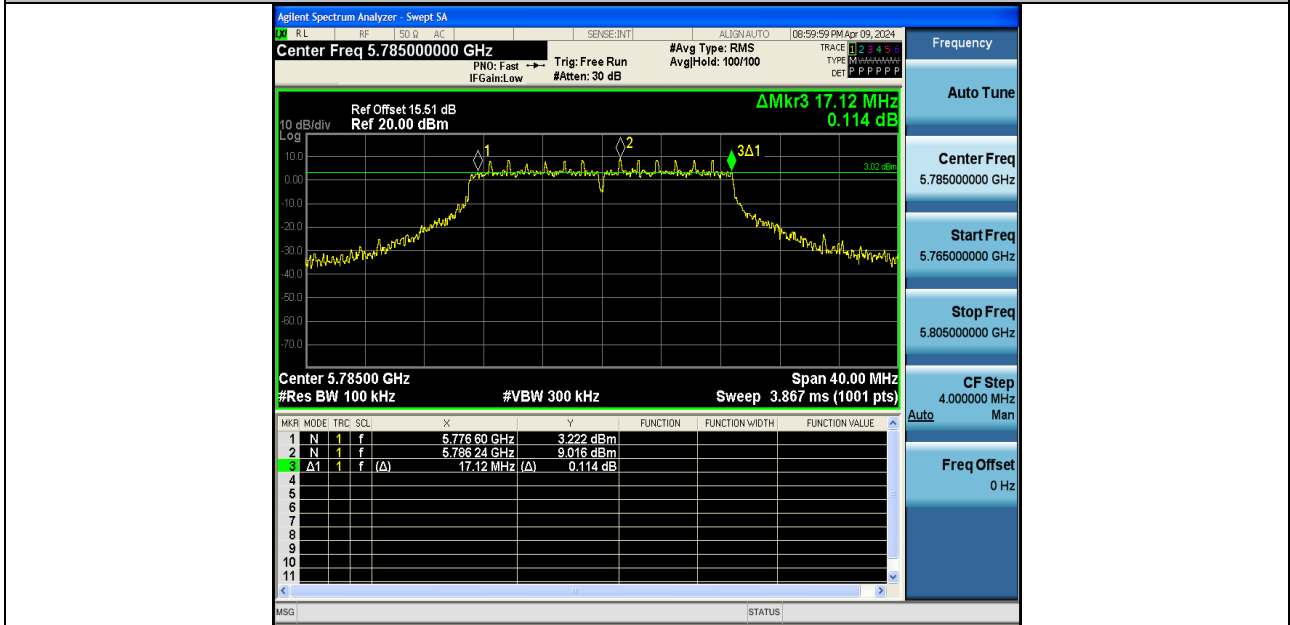 Agilent Spectrum Analyzer - Swept SA
LXI RL RF 50 Ω AC SENSE:INT ALIGN AUTO 08:59:59 PM Apr 09, 2024
Center Freq 5.785000000 GHz
PNO: Fast
IFGain:Low
Trig: Free Run
#Atten: 30 dB
#Avg Type: RMS
Avg|Hold: 100/100
TRACE 1 2 3 4 5 6
TYPE M
DET P P P P P P
Ref Offset 15.51 dB
10 dB/div Ref 20.00 dBm
Log
ΔMkr3 17.12 MHz
0.114 dB
10.0
0.00
-10.0
-20.0
-30.0
-40.0
-50.0
-60.0
-70.0
1
2
3Δ1
3.02 dBm
Center 5.78500 GHz Span 40.00 MHz
#Res BW 100 kHz #VBW 300 kHz Sweep 3.867 ms (1001 pts)
MKR MODE TRC SCL X Y FUNCTION FUNCTION WIDTH FUNCTION VALUE
1 N 1 f 5.776 60 GHz 3.222 dBm
2 N 1 f 5.786 24 GHz 9.016 dBm
3 Δ1 1 f (Δ) 17.12 MHz (Δ) 0.114 dB
4
5
6
7
8
9
10
11
MSG STATUS
Frequency
Auto Tune
Center Freq
5.785000000 GHz
Start Freq
5.765000000 GHz
Stop Freq
5.805000000 GHz
CF Step
4.000000 MHz
Auto Man
Freq Offset
0 Hz